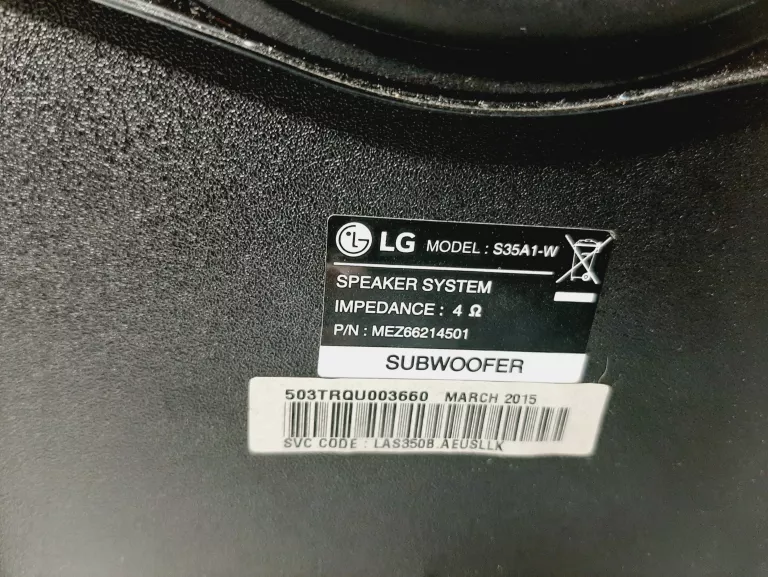 LG MODEL : S35A1-W
SPEAKER SYSTEM
IMPEDANCE : 4 Ω
P/N : MEZ66214501
SUBWOOFER
503TRQU003660 MARCH 2015
SVC CODE : LAS350B.AEUSLLK